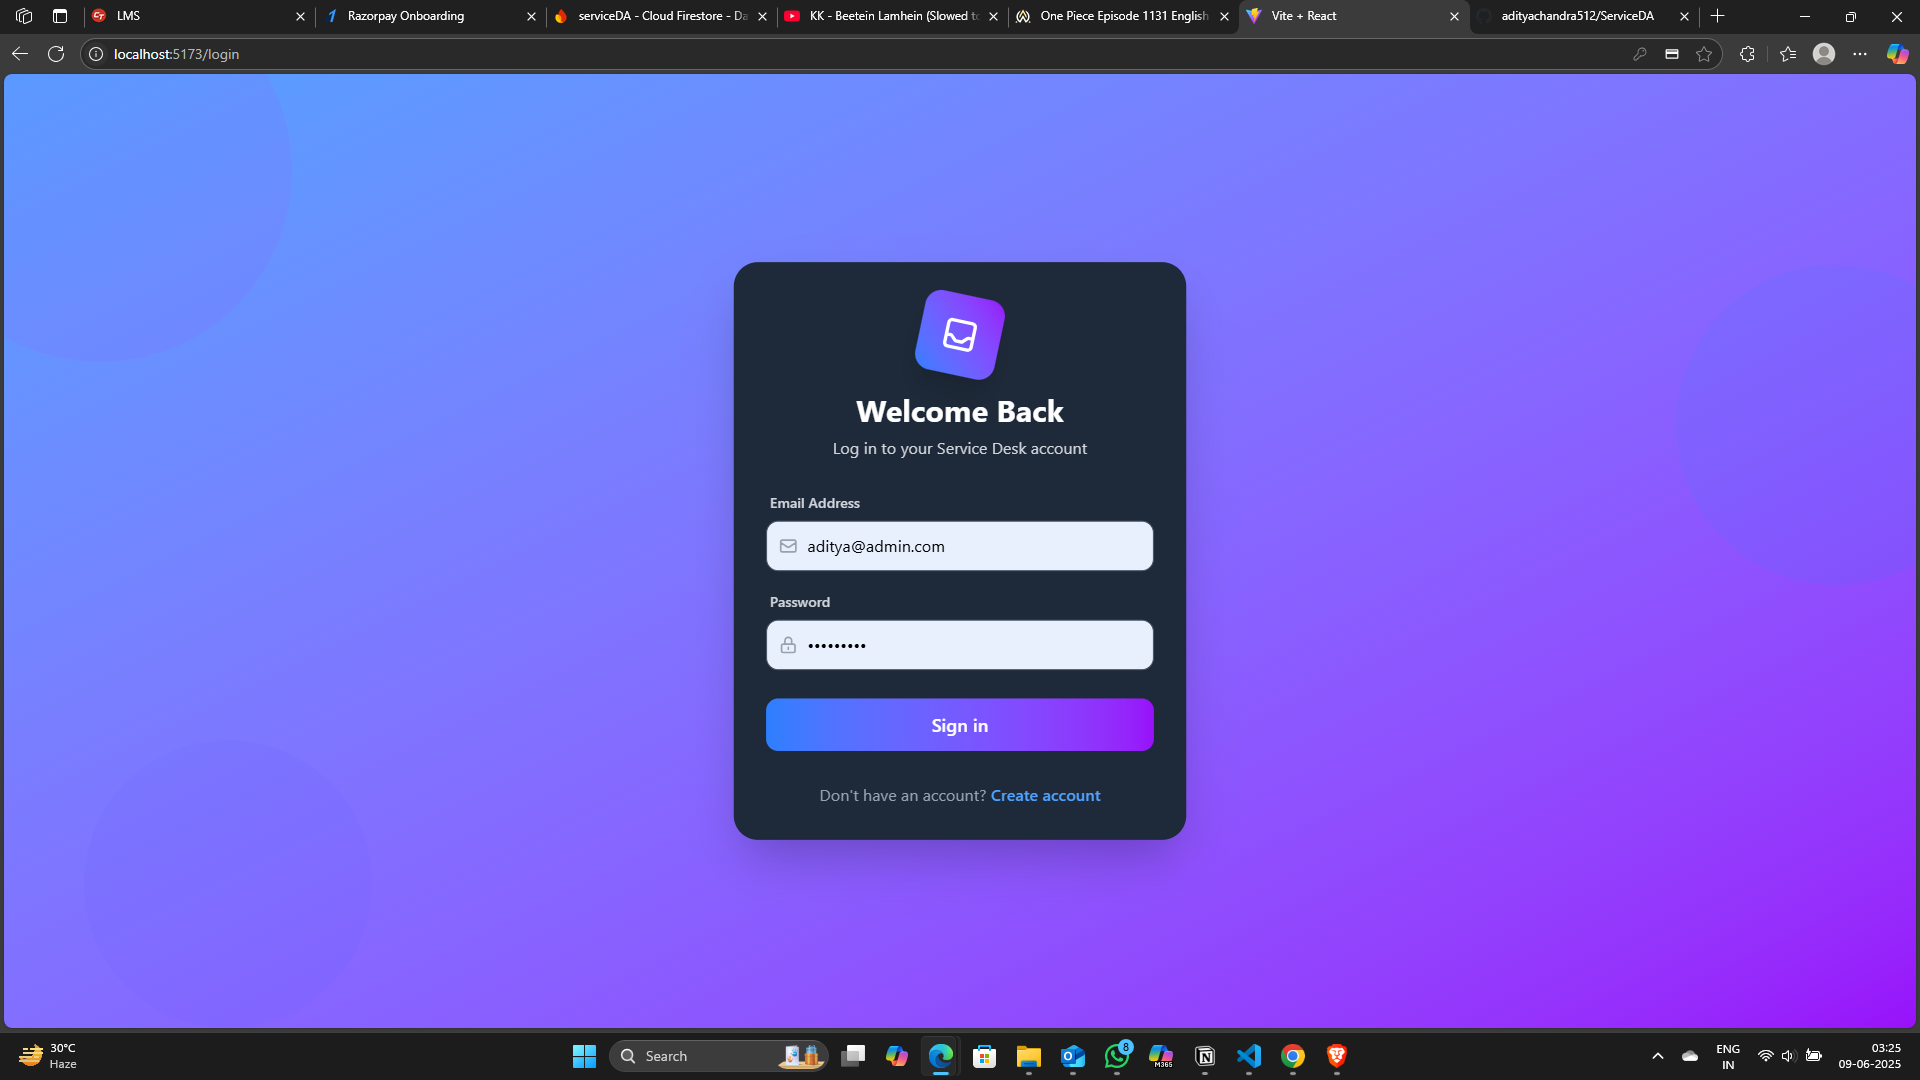 LMS
Razorpay Onboarding
serviceDA - Cloud Firestore - Da
KK - Beetein Lamhein (Slowed to
One Piece Episode 1131 English
Vite + React
adityachandra512/ServiceDA
localhost:5173/login
Welcome Back
Log in to your Service Desk account
Email Address
aditya@admin.com
Password
•••••••••
Sign in
Don't have an account? Create account
30°C
Haze
Search
8
M365
ENG
IN
03:25
09-06-2025